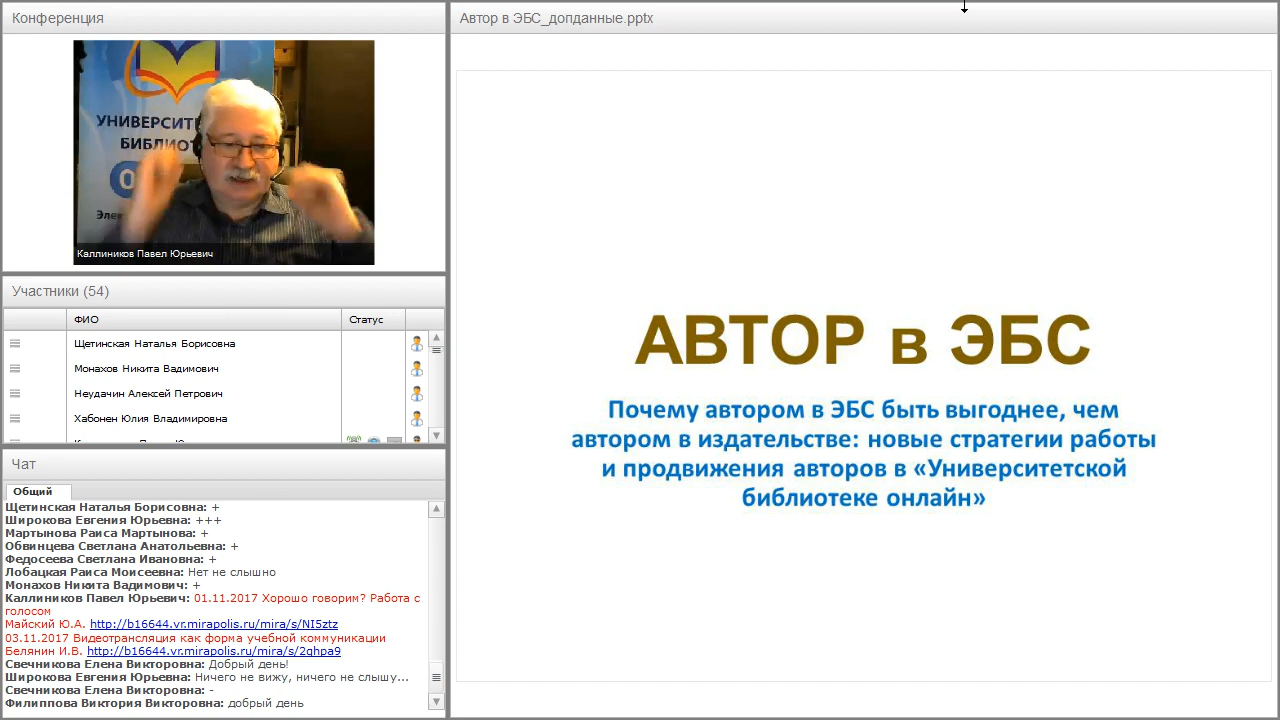 Конференция
УНИВЕРСИТ
БИБЛИОТ
Каллиников Павел Юрьевич
Участники (54)
ФИО
Статус
Щетинская Наталья Борисовна
Монахов Никита Вадимович
Неудачин Алексей Петрович
Хабонен Юлия Владимировна
Чат
Общий
Щетинская Наталья Борисовна: +
Широкова Евгения Юрьевна: +++
Мартынова Раиса Мартынова: +
Обвинцева Светлана Анатольевна: +
Федосеева Светлана Ивановна: +
Лобацкая Раиса Моисеевна: Нет не слышно
Монахов Никита Вадимович: +
Каллиников Павел Юрьевич: 01.11.2017 Хорошо говорим? Работа с
голосом
Майский Ю.А. http://b16644.vr.mirapolis.ru/mira/s/NI5ztz
03.11.2017 Видеотрансляция как форма учебной коммуникации
Белянин И.В. http://b16644.vr.mirapolis.ru/mira/s/2qhpa9
Свечникова Елена Викторовна: Добрый день!
Широкова Евгения Юрьевна: Ничего не вижу, ничего не слышу...
Свечникова Елена Викторовна: -
Филиппова Виктория Викторовна: добрый день
Автор в ЭБС_допданные.pptx
АВТОР в ЭБС
Почему автором в ЭБС быть выгоднее, чем
автором в издательстве: новые стратегии работы
и продвижения авторов в «Университетской
библиотеке онлайн»